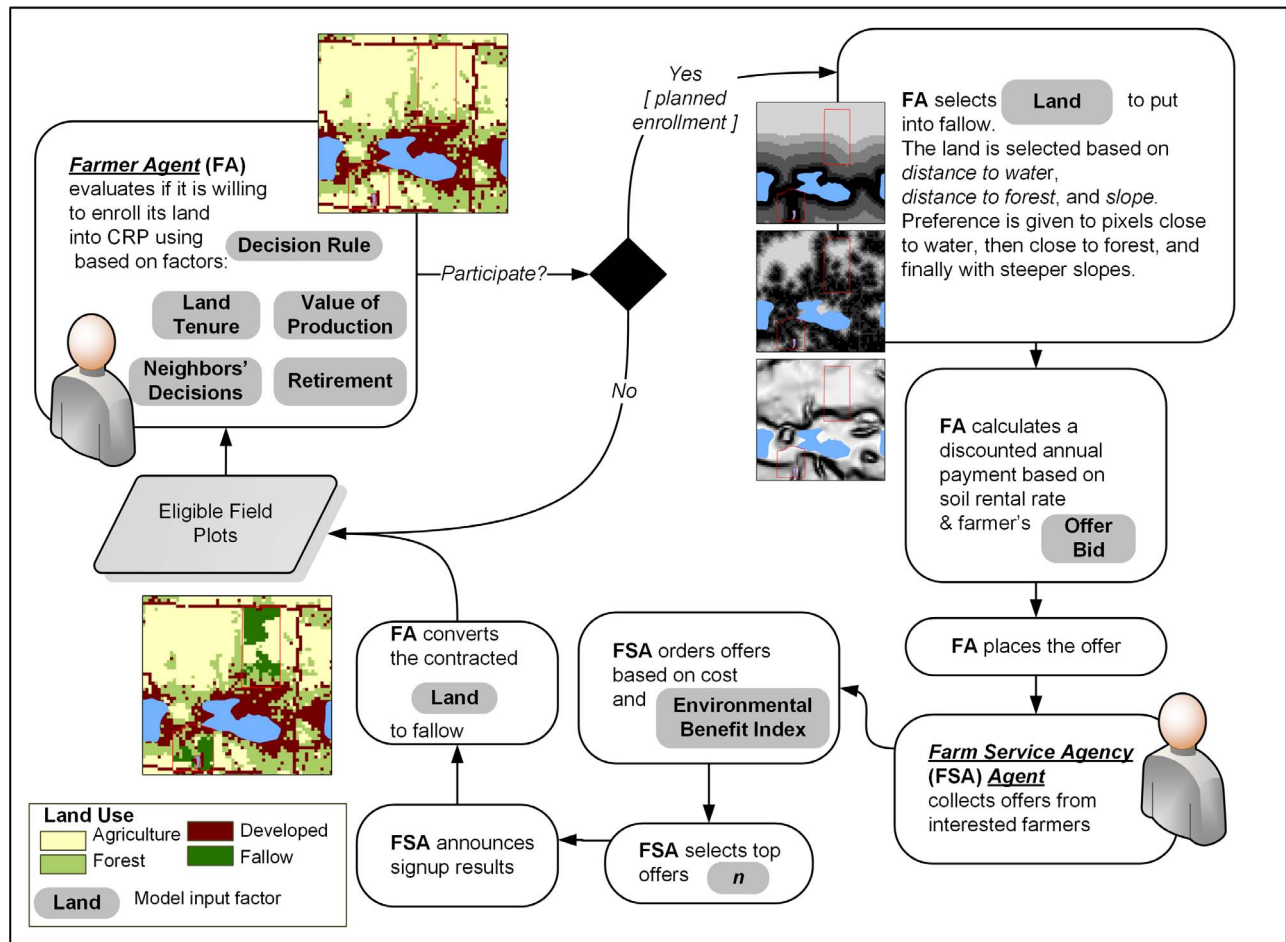 Farmer Agent (FA)
evaluates if it is willing
to enroll its land
into CRP using
Decision Rule
based on factors:
Land
Tenure
Value of
Production
Neighbors'
Decisions
Retirement
Participate?
Yes
[ planned
enrollment ]
No
FA selects Land to put
into fallow.
The land is selected based on
distance to water,
distance to forest, and slope.
Preference is given to pixels close
to water, then close to forest, and
finally with steeper slopes.
FA calculates a
discounted annual
payment based on
soil rental rate
& farmer's Offer
Bid
FA places the offer
Farm Service Agency
(FSA) Agent
collects offers from
interested farmers
FSA orders offers
based on cost
and Environmental
Benefit Index
FSA selects top
offers n
FSA announces
signup results
FA converts
the contracted
Land
to fallow
Eligible Field
Plots
Land Use
Agriculture
Developed
Forest
Fallow
Land Model input factor